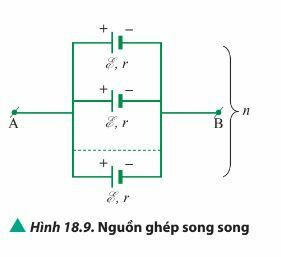 + −
ℰ, r
+ −
A ℰ, r B n
+ −
ℰ, r
▲ Hình 18.9. Nguồn ghép song song